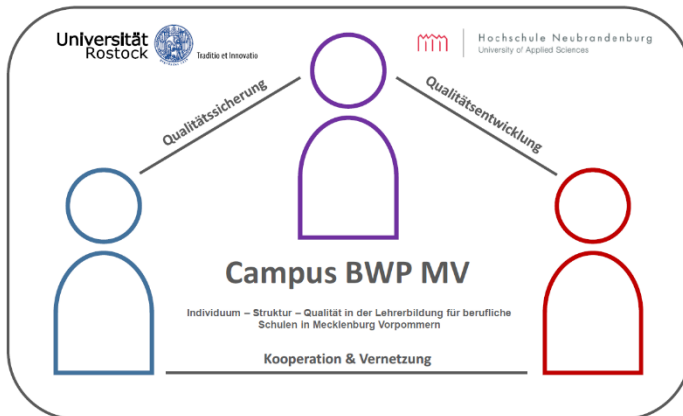 Universität
Rostock
Traditio et Innovatio
Hochschule Neubrandenburg
University of Applied Sciences
Qualitätssicherung
Qualitätsentwicklung
Campus BWP MV
Individuum – Struktur – Qualität in der Lehrerbildung für berufliche
Schulen in Mecklenburg Vorpommern
Kooperation & Vernetzung